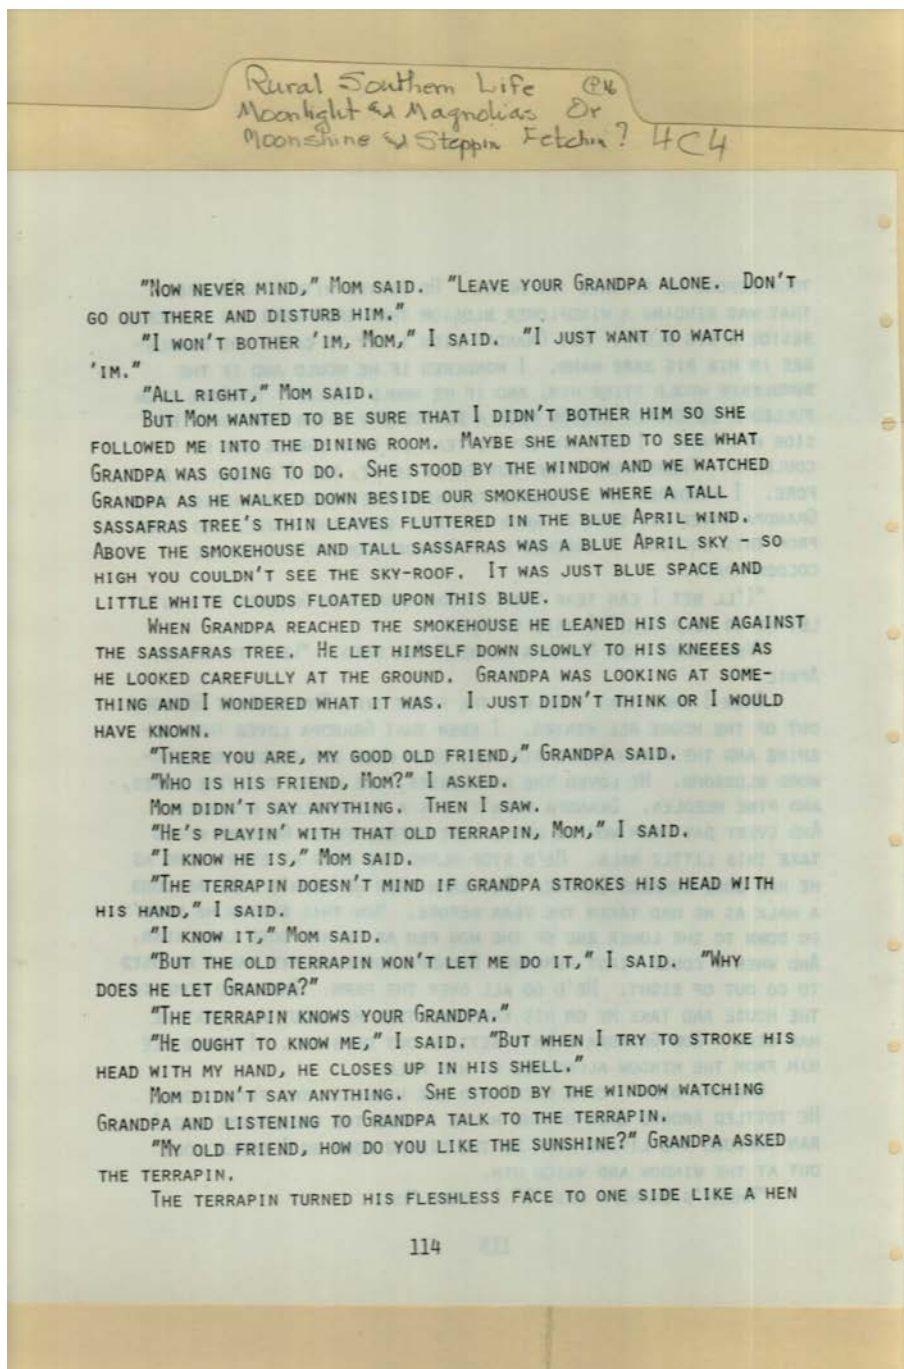 Rural Southern Life
Moonlight & Magnolias Or
Moonshine & Steppin Fetchin? 4C4
"Now never mind," Mom said. "Leave your Grandpa alone. Don't
go out there and disturb him."
"I won't bother 'im, Mom," I said. "I just want to watch
'im."
"All right," Mom said.
But Mom wanted to be sure that I didn't bother him so she
followed me into the dining room. Maybe she wanted to see what
Grandpa was going to do. She stood by the window and we watched
Grandpa as he walked down beside our smokehouse where a tall
sassafras tree's thin leaves fluttered in the blue April wind.
Above the smokehouse and tall sassafras was a blue April sky - so
high you couldn't see the sky-roof. It was just blue space and
little white clouds floated upon this blue.
When Grandpa reached the smokehouse he leaned his cane against
the sassafras tree. He let himself down slowly to his kneees as
he looked carefully at the ground. Grandpa was looking at some-
thing and I wondered what it was. I just didn't think or I would
have known.
"There you are, my good old friend," Grandpa said.
"Who is his friend, Mom?" I asked.
Mom didn't say anything. Then I saw.
"He's playin' with that old terrapin, Mom," I said.
"I know he is," Mom said.
"The terrapin doesn't mind if grandpa strokes his head with
his hand," I said.
"I know it," Mom said.
"But the old terrapin won't let me do it," I said. "Why
does he let Grandpa?"
"The terrapin knows your Grandpa."
"He ought to know me," I said. "But when I try to stroke his
head with my hand, he closes up in his shell."
Mom didn't say anything. She stood by the window watching
Grandpa and listening to Grandpa talk to the terrapin.
"My old friend, how do you like the sunshine?" Grandpa asked
the terrapin.
The terrapin turned his fleshless face to one side like a hen
114